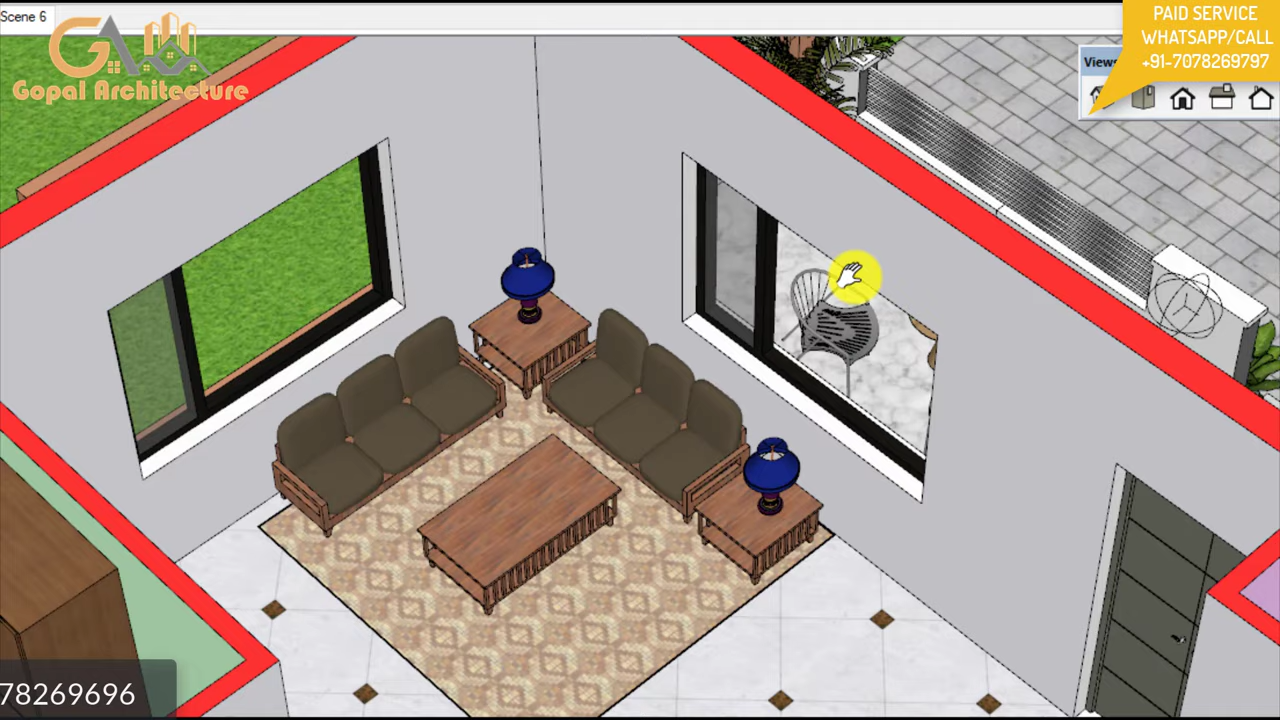 Scene 6
Gopal Architecture
PAID SERVICE
WHATSAPP/CALL
+91-7078269797
Views
78269696